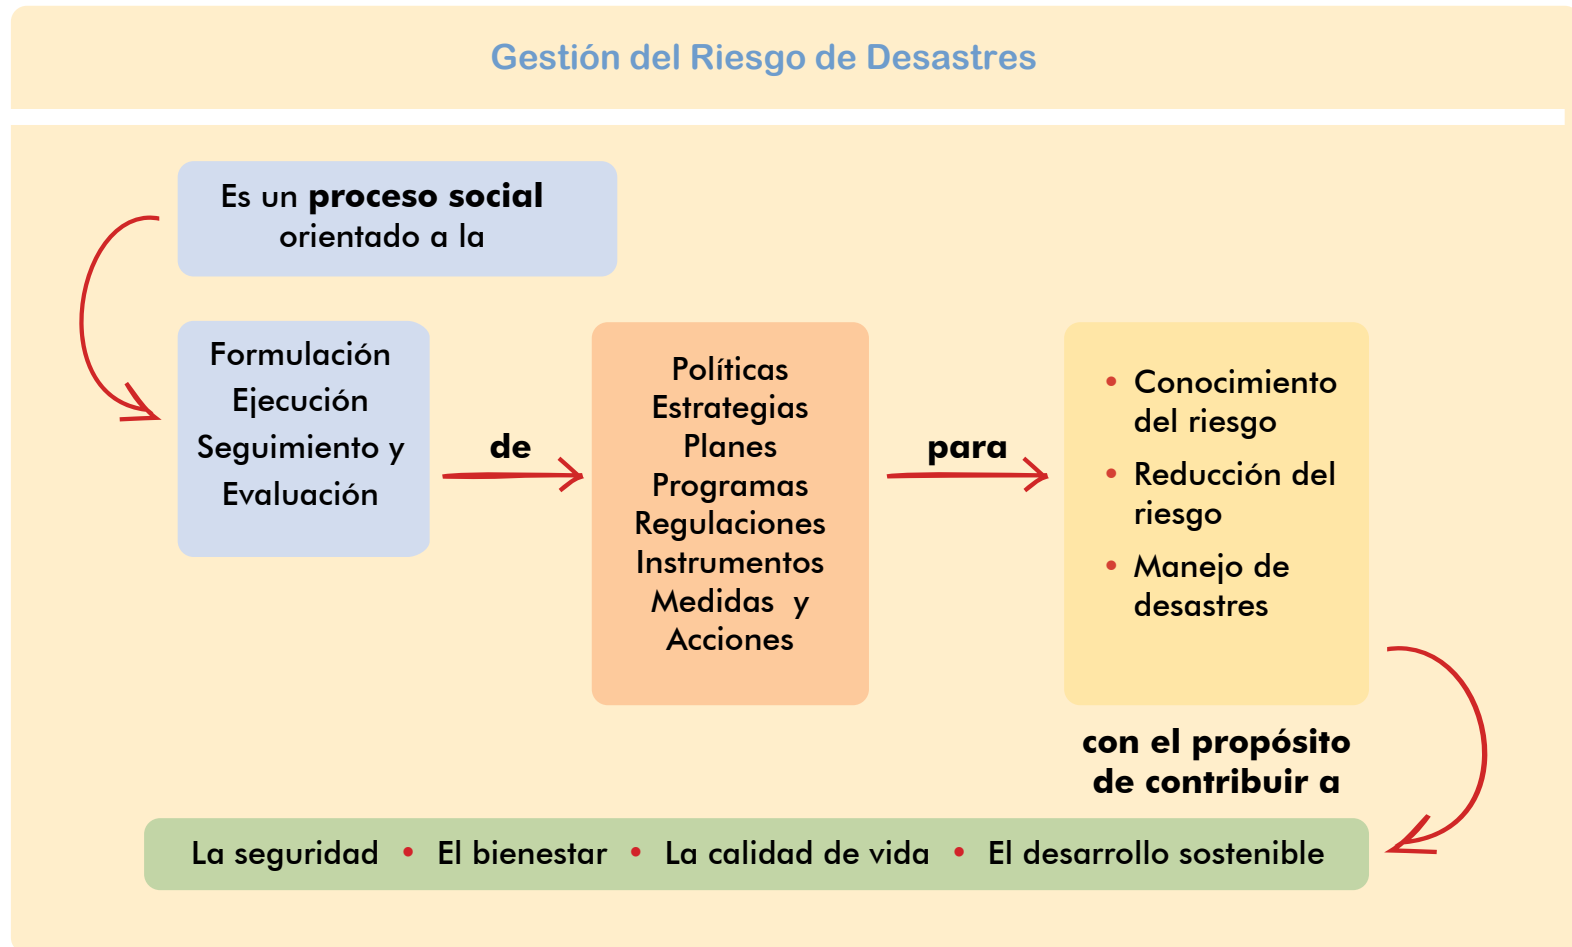 Gestión del Riesgo de Desastres
Es un proceso social
orientado a la
Formulación
Ejecución
Seguimiento y
Evaluación
de
Políticas
Estrategias
Planes
Programas
Regulaciones
Instrumentos
Medidas y
Acciones
para
• Conocimiento
del riesgo
• Reducción del
riesgo
• Manejo de
desastres
con el propósito
de contribuir a
La seguridad • El bienestar • La calidad de vida • El desarrollo sostenible